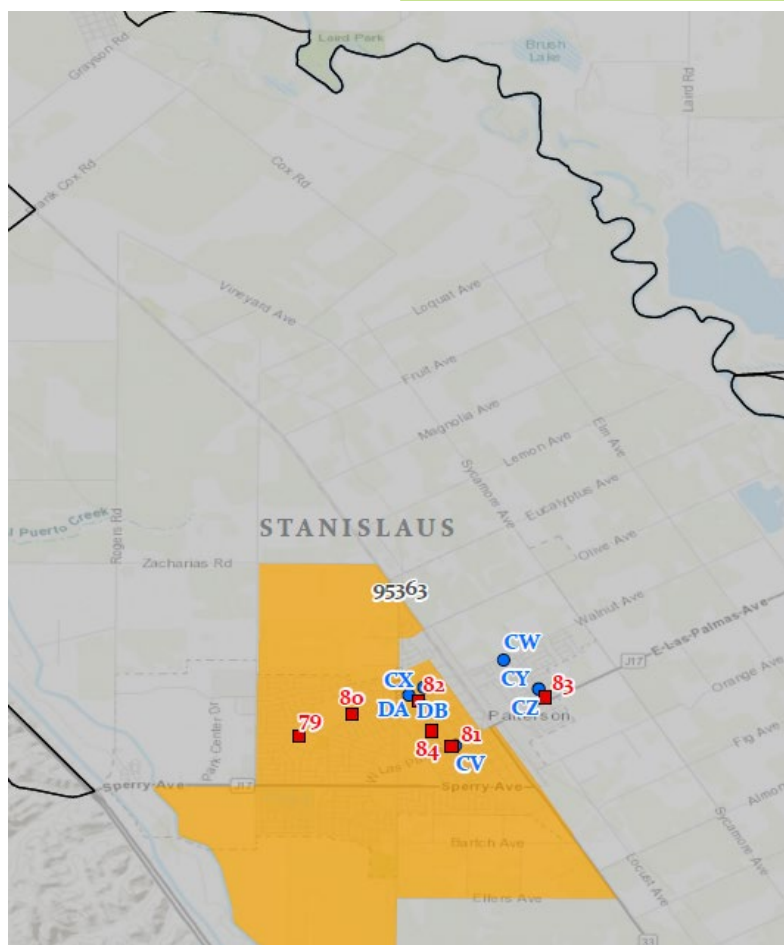 Laird Park
Brush
Lake
Grayson Rd
Laird Rd
Cox Rd
Frank Cox Rd
Vineyard Ave
Loquat Ave
Fruit Ave
Magnolia Ave
Elm Ave
Lemon Ave
Sycamore Ave
Eucalyptus Ave
Puerto Creek
Rogers Rd
STANISLAUS
Olive Ave
Zacharias Rd
95363
Walnut Ave
E Las Palmas Ave
J17
CW
Orange Ave
CX
82
CY
83
80
DA
DB
CZ
Patterson
Park Center Dr
79
84
81
CV
Fig Ave
Sperry Ave
J17
Sperry Ave
Almon
Sycamore Ave
Bartch Ave
Locust Ave
Ellers Ave
33